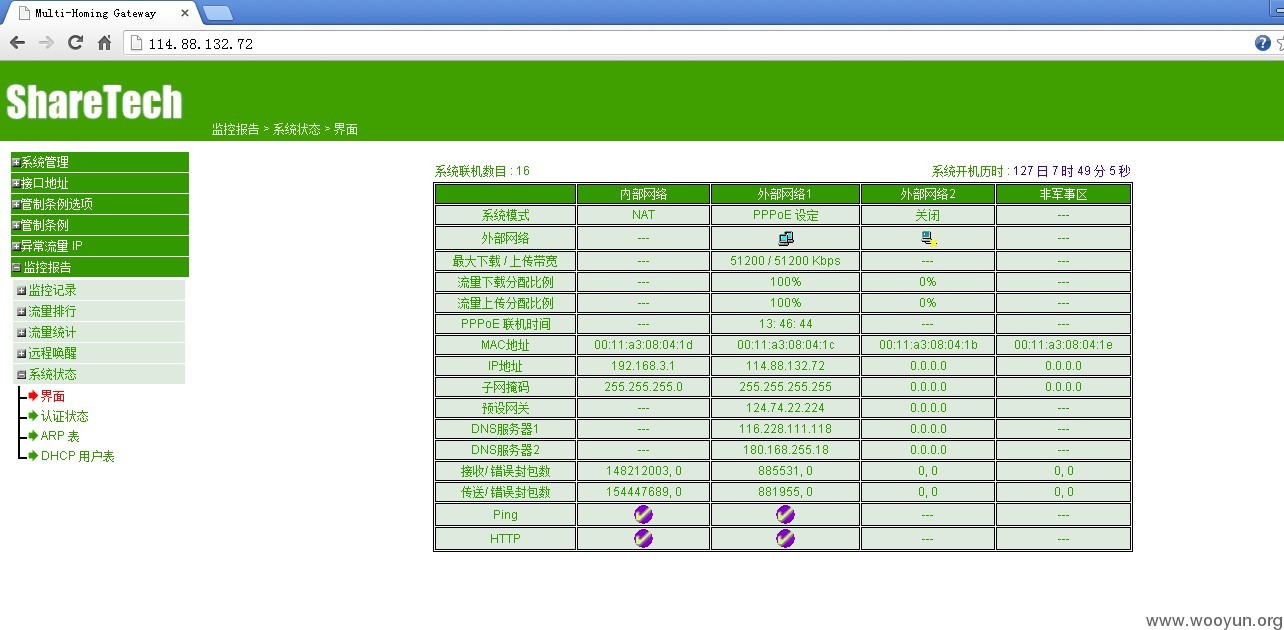 Multi-Homing Gateway
114.88.132.72
ShareTech
监控报告 > 系统状态 > 界面
系统管理
接口地址
管制条例选项
管制条例
异常流量 IP
监控报告
监控记录
流量排行
流量统计
远程唤醒
系统状态
界面
认证状态
ARP 表
DHCP 用户表
系统联机数目 : 16 系统开机历时 : 127 日 7 时 49 分 5 秒
内部网络 外部网络1 外部网络2 非军事区
系统模式 NAT PPPoE 设定 关闭 ---
外部网络 --- ---
最大下载 / 上传带宽 --- 51200 / 51200 Kbps --- ---
流量下载分配比例 --- 100% 0% ---
流量上传分配比例 --- 100% 0% ---
PPPoE 联机时间 --- 13: 46: 44 --- ---
MAC地址 00:11:a3:08:04:1d 00:11:a3:08:04:1c 00:11:a3:08:04:1b 00:11:a3:08:04:1e
IP地址 192.168.3.1 114.88.132.72 0.0.0.0 0.0.0.0
子网掩码 255.255.255.0 255.255.255.255 0.0.0.0 0.0.0.0
预设网关 --- 124.74.22.224 0.0.0.0 ---
DNS服务器1 --- 116.228.111.118 0.0.0.0 ---
DNS服务器2 --- 180.168.255.18 0.0.0.0 ---
接收/ 错误封包数 148212003, 0 885531, 0 0, 0 0, 0
传送/ 错误封包数 154447689, 0 881955, 0 0, 0 0, 0
Ping --- ---
HTTP --- ---
www.wooyun.org